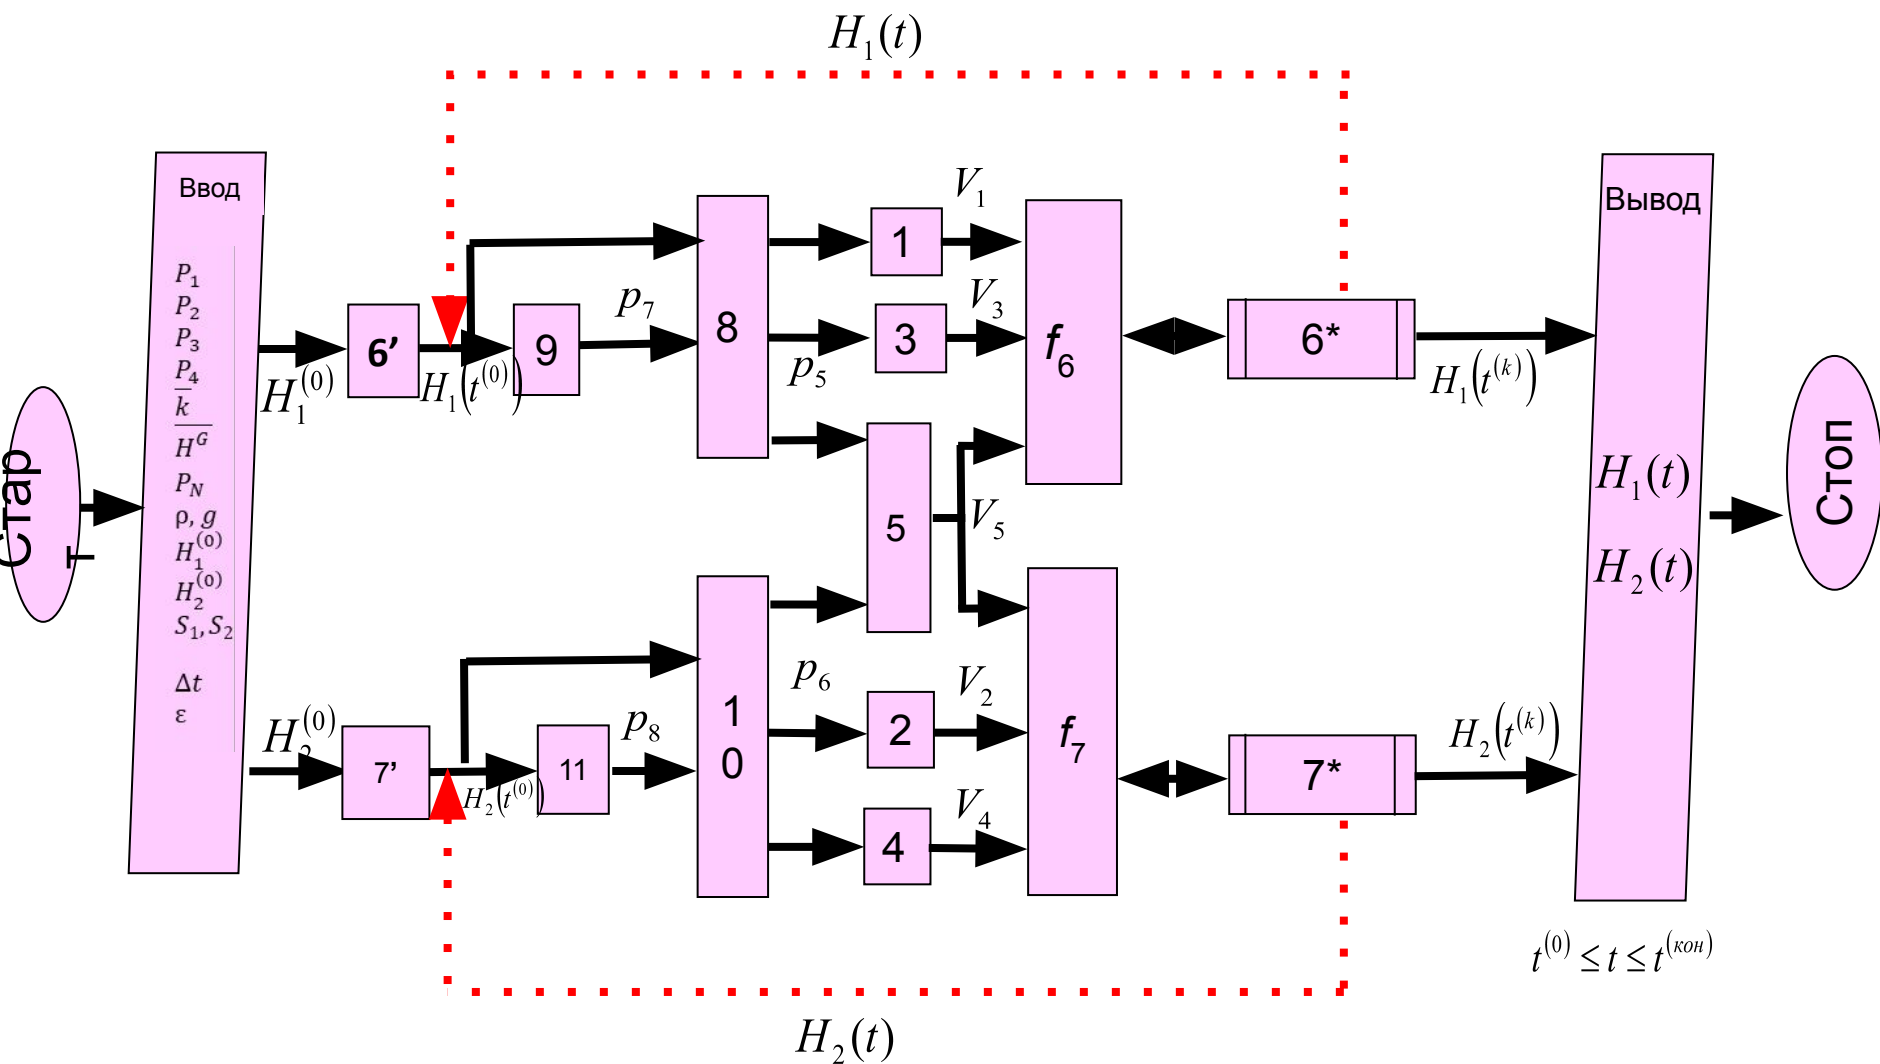 H₁(t)
Стар
т
Ввод
P₁
P₂
P₃
P₄
k̅
H̅ᴳ
P_N
ρ, g
H₁⁽⁰⁾
H₂⁽⁰⁾
S₁, S₂
Δt
ε
H₁⁽⁰⁾
6’
H₁(t⁽⁰⁾)
9
p₇
8
1
V₁
p₅
3
V₃
5
V₅
f₆
6*
H₁(t⁽ᵏ⁾)
H₂⁽⁰⁾
7’
H₂(t⁽⁰⁾)
11
p₈
1
0
p₆
2
V₂
4
V₄
f₇
7*
H₂(t⁽ᵏ⁾)
Вывод
H₁(t)
H₂(t)
Стоп
t⁽⁰⁾ ≤ t ≤ t⁽ᵏᵒᴴ⁾
H₂(t)